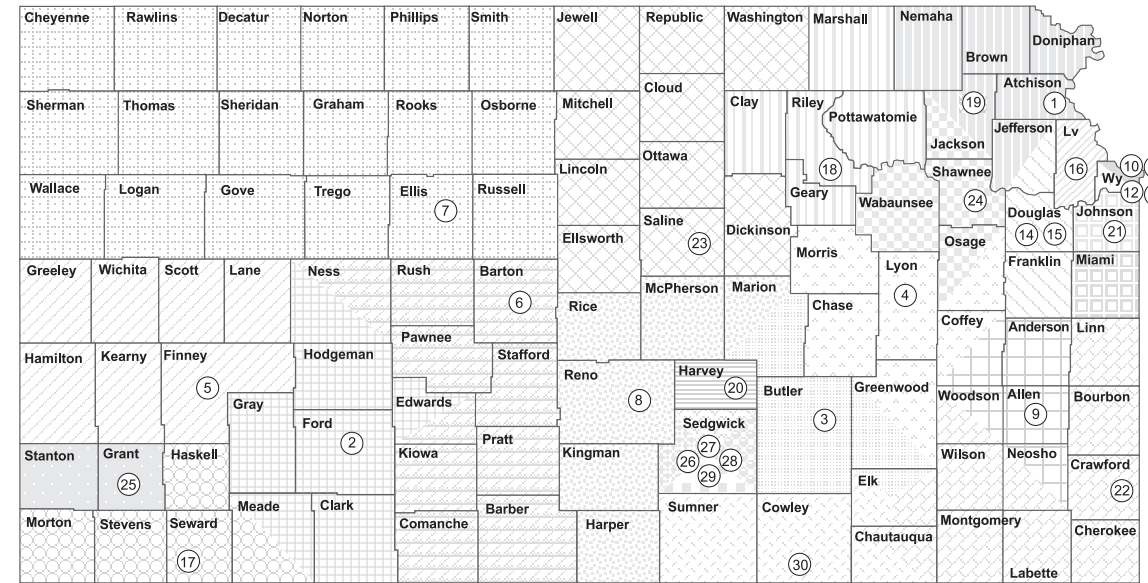 Cheyenne Rawlins Decatur Norton Phillips Smith Jewell Republic Washington Marshall Nemaha
Doniphan
Brown
Atchison
1
19
Cloud
Sherman Thomas Sheridan Graham Rooks Osborne Mitchell Clay Riley
Pottawatomie
Jefferson Lv
Jackson
Ottawa
Lincoln
18
16
Shawnee
10
Wy
12
Wallace Logan Gove Trego Ellis Russell
Geary
Wabaunsee
24
7
Saline
Douglas Johnson
Dickinson
14 15 21
Ellsworth
23
Osage
Morris
Greeley Wichita Scott Lane Ness Rush Barton
Lyon Franklin Miami
6
McPherson Marion
4
Rice
Chase
Coffey
Pawnee
Anderson Linn
Hamilton Kearny Finney Hodgeman Stafford
Reno Harvey
5
8
20
Butler Greenwood
Woodson Allen Bourbon
Gray
Edwards
9
Ford
3
Sedgwick
2
Pratt
27
Stanton Grant Haskell Kiowa Kingman
26 28
Wilson Neosho
Crawford
25
29
Elk
22
Meade Clark
Barber
Sumner Cowley
Morton Stevens Seward
Comanche Harper
Montgomery
Cherokee
Chautauqua
17
30
Labette